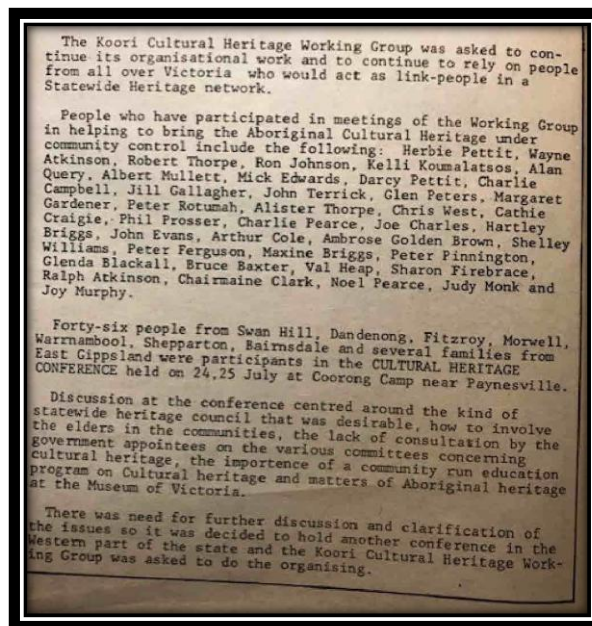 The Koori Cultural Heritage Working Group was asked to con-
tinue its organisational work and to continue to rely on people
from all over Victoria who would act as link-people in a
Statewide Heritage network.
People who have participated in meetings of the Working Group
in helping to bring the Aboriginal Cultural Heritage under
community control include the following: Herbie Pettit, Wayne
Atkinson, Robert Thorpe, Ron Johnson, Kelli Koumalatsos, Alan
Query, Albert Mullett, Mick Edwards, Darcy Pettit, Charlie
Campbell, Jill Gallagher, John Terrick, Glen Peters, Margaret
Gardener, Peter Rotumah, Alister Thorpe, Chris West, Cathie
Craigie, Phil Prosser, Charlie Pearce, Joe Charles, Hartley
Briggs, John Evans, Arthur Cole, Ambrose Golden Brown, Shelley
Williams, Peter Ferguson, Maxine Briggs, Peter Pinnington,
Glenda Blackall, Bruce Baxter, Val Heap, Sharon Firebrace,
Ralph Atkinson, Chairmaine Clark, Noel Pearce, Judy Monk and
Joy Murphy.
Forty-six people from Swan Hill, Dandenong, Fitzroy, Morwell,
Warrnambool, Shepparton, Bairnsdale and several families from
East Gippsland were participants in the CULTURAL HERITAGE
CONFERENCE held on 24,25 July at Coorong Camp near Paynesville.
Discussion at the conference centred around the kind of
statewide heritage council that was desirable, how to involve
the elders in the communities, the lack of consultation by the
government appointees on the various committees concerning
cultural heritage, the importance of a community run education
program on Cultural heritage and matters of Aboriginal heritage
at the Museum of Victoria.
There was need for further discussion and clarification of
the issues so it was decided to hold another conference in the
Western part of the state and the Koori Cultural Heritage Work-
ing Group was asked to do the organising.